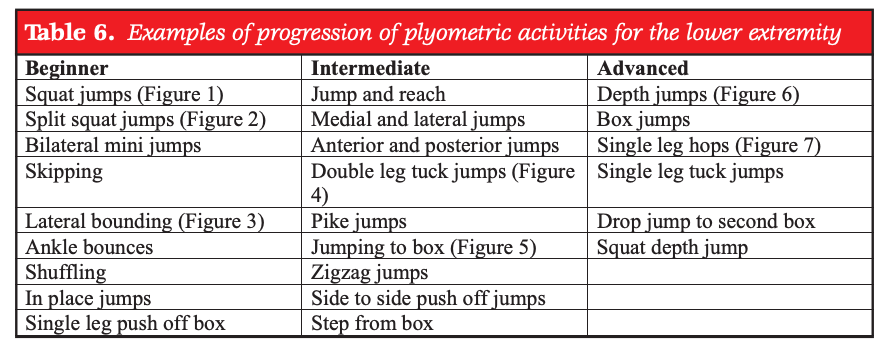 Table 6. Examples of progression of plyometric activities for the lower extremity
Beginner Intermediate Advanced
Squat jumps (Figure 1) Jump and reach Depth jumps (Figure 6)
Split squat jumps (Figure 2) Medial and lateral jumps Box jumps
Bilateral mini jumps Anterior and posterior jumps Single leg hops (Figure 7)
Skipping Double leg tuck jumps (Figure Single leg tuck jumps
4)
Lateral bounding (Figure 3) Pike jumps Drop jump to second box
Ankle bounces Jumping to box (Figure 5) Squat depth jump
Shuffling Zigzag jumps
In place jumps Side to side push off jumps
Single leg push off box Step from box